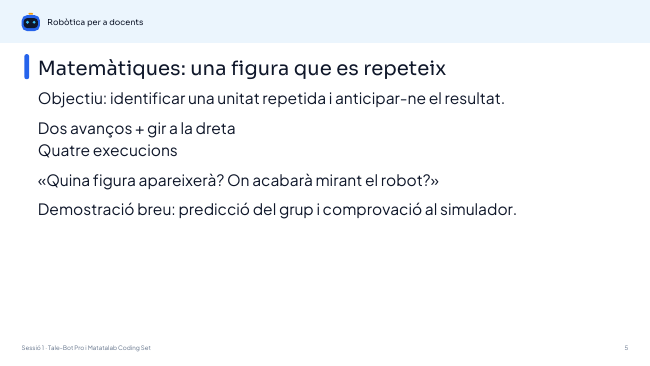 Robòtica per a docents
Matemàtiques: una figura que es repeteix
Objectiu: identificar una unitat repetida i anticipar-ne el resultat.
Dos avanços + gir a la dreta
Quatre execucions
«Quina figura apareixerà? On acabarà mirant el robot?»
Demostració breu: predicció del grup i comprovació al simulador.
Sessió 1 · Tale-Bot Pro i Matatalab Coding Set
5